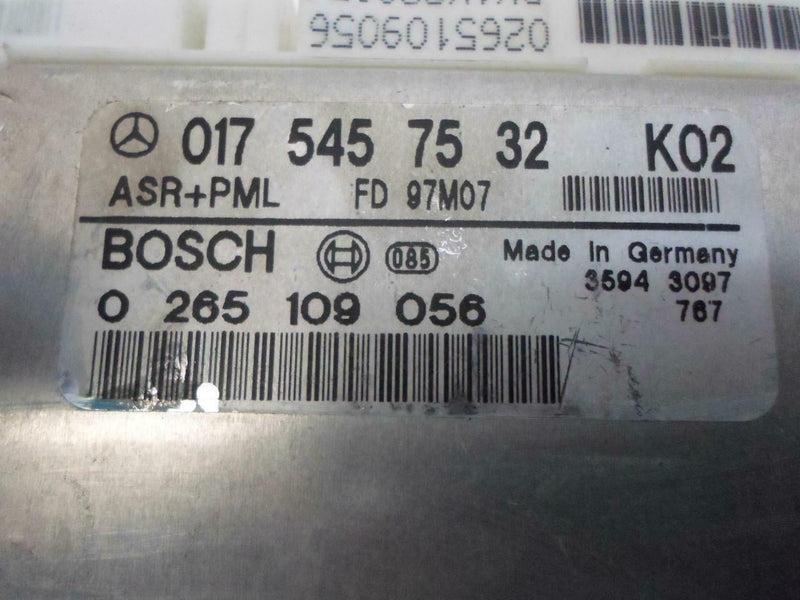 0265109056
017 545 75 32 K02
ASR+PML FD 97M07
BOSCH 085 Made in Germany
3594 3097
0 265 109 056 767